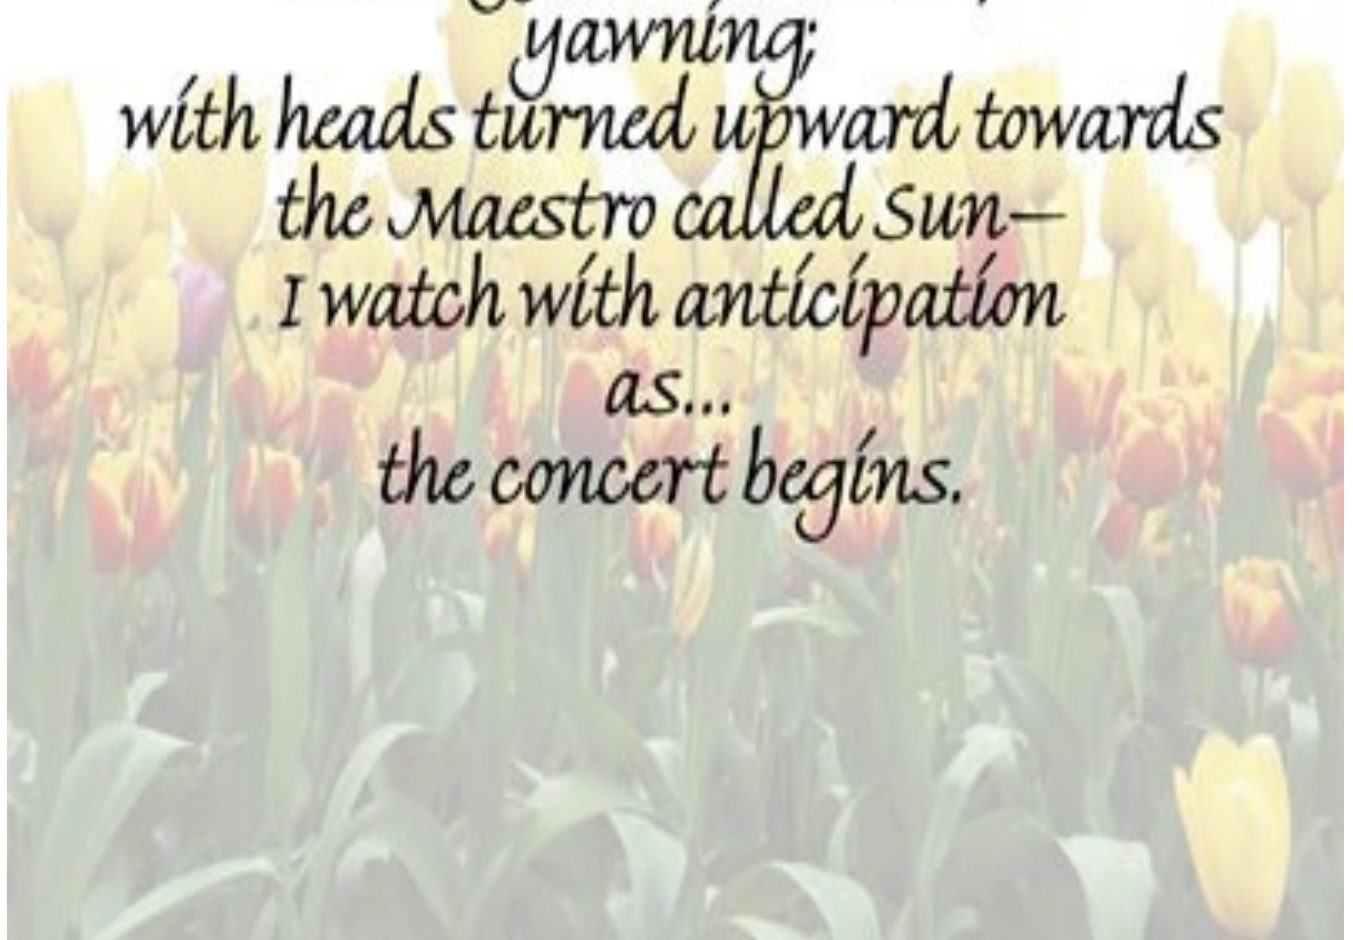 yawning;
with heads turned upward towards
the Maestro called Sun—
I watch with anticipation
as...
the concert begins.